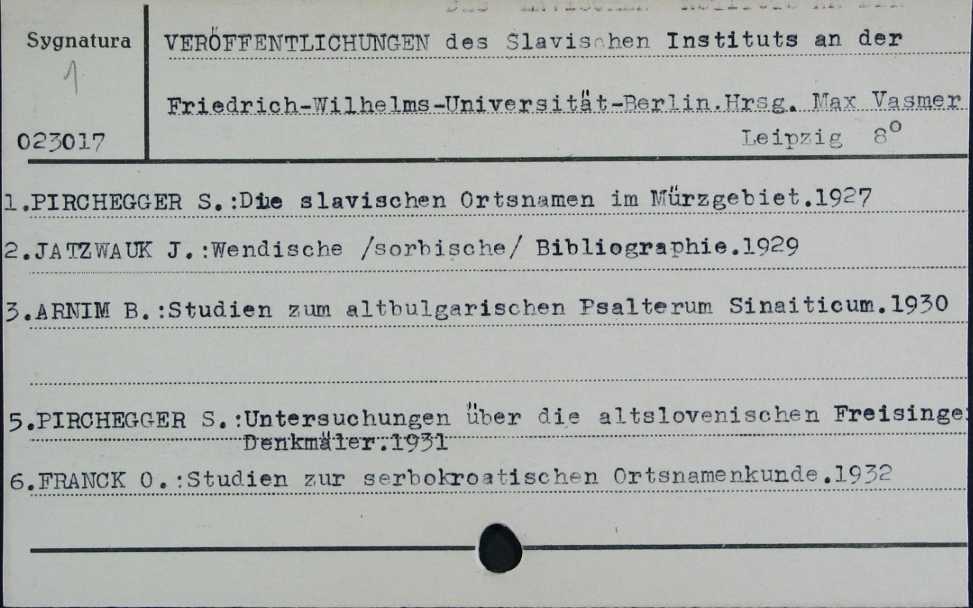 Sygnatura
1
023017
VERÖFFENTLICHUNGEN des Slavischen Instituts an der
Friedrich-Wilhelms-Universität-Berlin.Hrsg. Max Vasmer
Leipzig 8°
1.PIRCHEGGER S.:Die slavischen Ortsnamen im Mürzgebiet.1927
2.JATZWAUK J.:Wendische /sorbische/ Bibliographie.1929
3.ARNIM B.:Studien zum altbulgarischen Psalterum Sinaiticum.1930
5.PIRCHEGGER S.:Untersuchungen über die altslovenischen Freisinger
Denkmäler.1931
6.FRANCK O.:Studien zur serbokroatischen Ortsnamenkunde.1932